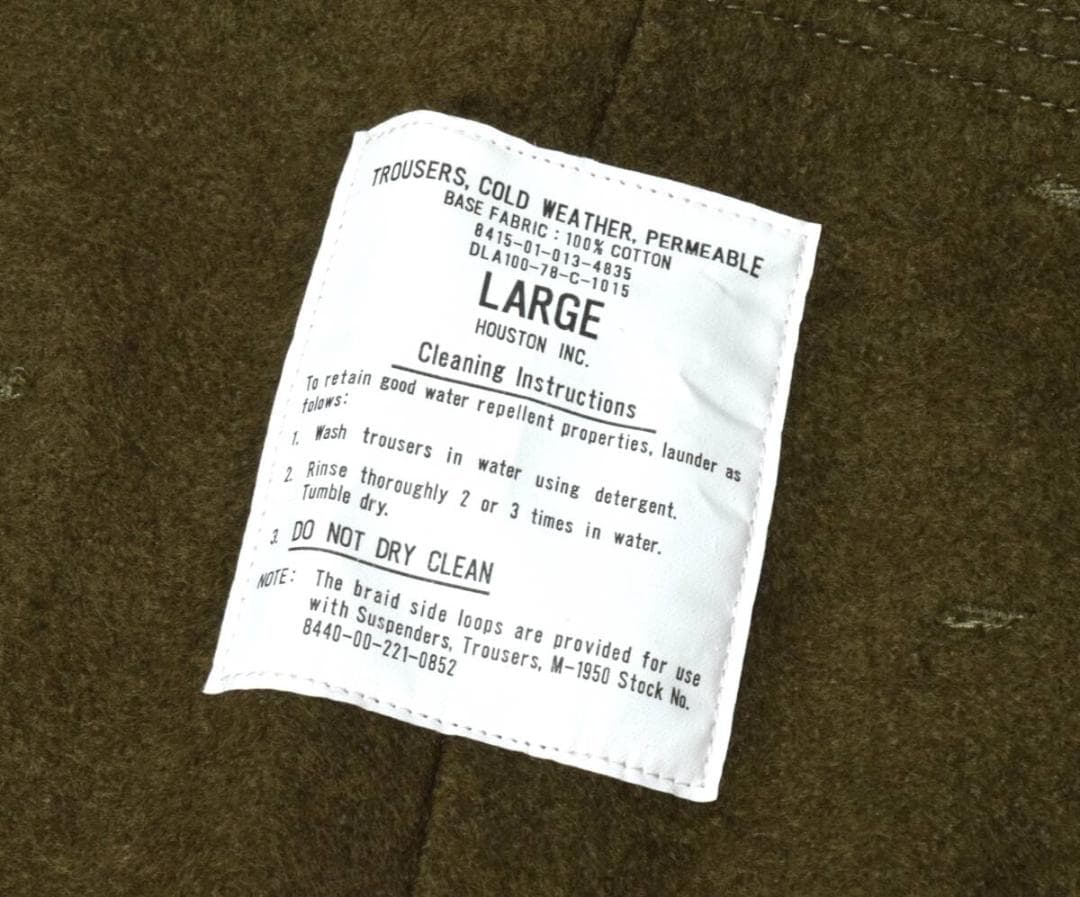 TROUSERS, COLD WEATHER, PERMEABLE
BASE FABRIC : 100% COTTON
8415-01-013-4835
DLA100-78-C-1015
LARGE
HOUSTON INC.
Cleaning Instructions
To retain good water repellent properties, launder as
folows:
1. Wash trousers in water using detergent.
2. Rinse thoroughly 2 or 3 times in water.
Tumble dry.
3. DO NOT DRY CLEAN
NOTE: The braid side loops are provided for use
with Suspenders, Trousers, M-1950 Stock No.
8440-00-221-0852